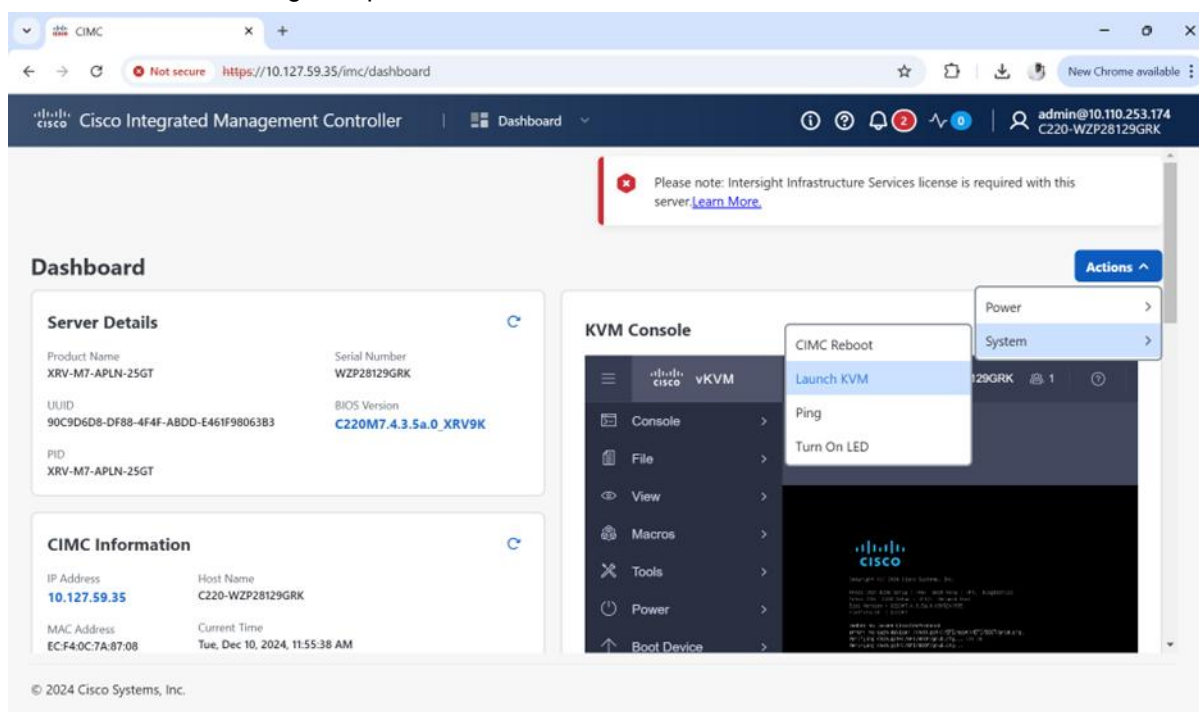 CIMC
Not secure https://10.127.59.35/imc/dashboard
New Chrome available
cisco Cisco Integrated Management Controller | Dashboard
2
0
admin@10.110.253.174
C220-WZP28129GRK
Please note: Intersight Infrastructure Services license is required with this
server.Learn More.
Dashboard
Actions
Power
System
CIMC Reboot
Launch KVM
Ping
Turn On LED
Server Details
Product Name
XRV-M7-APLN-25GT
Serial Number
WZP28129GRK
UUID
90C9D6D8-DF88-4F4F-ABDD-E461F98063B3
BIOS Version
C220M7.4.3.5a.0_XRV9K
PID
XRV-M7-APLN-25GT
CIMC Information
IP Address
10.127.59.35
Host Name
C220-WZP28129GRK
MAC Address
EC:F4:0C:7A:87:08
Current Time
Tue, Dec 10, 2024, 11:55:38 AM
KVM Console
cisco vKVM
129GRK 1
Console
File
View
Macros
Tools
Power
Boot Device
cisco
© 2024 Cisco Systems, Inc.